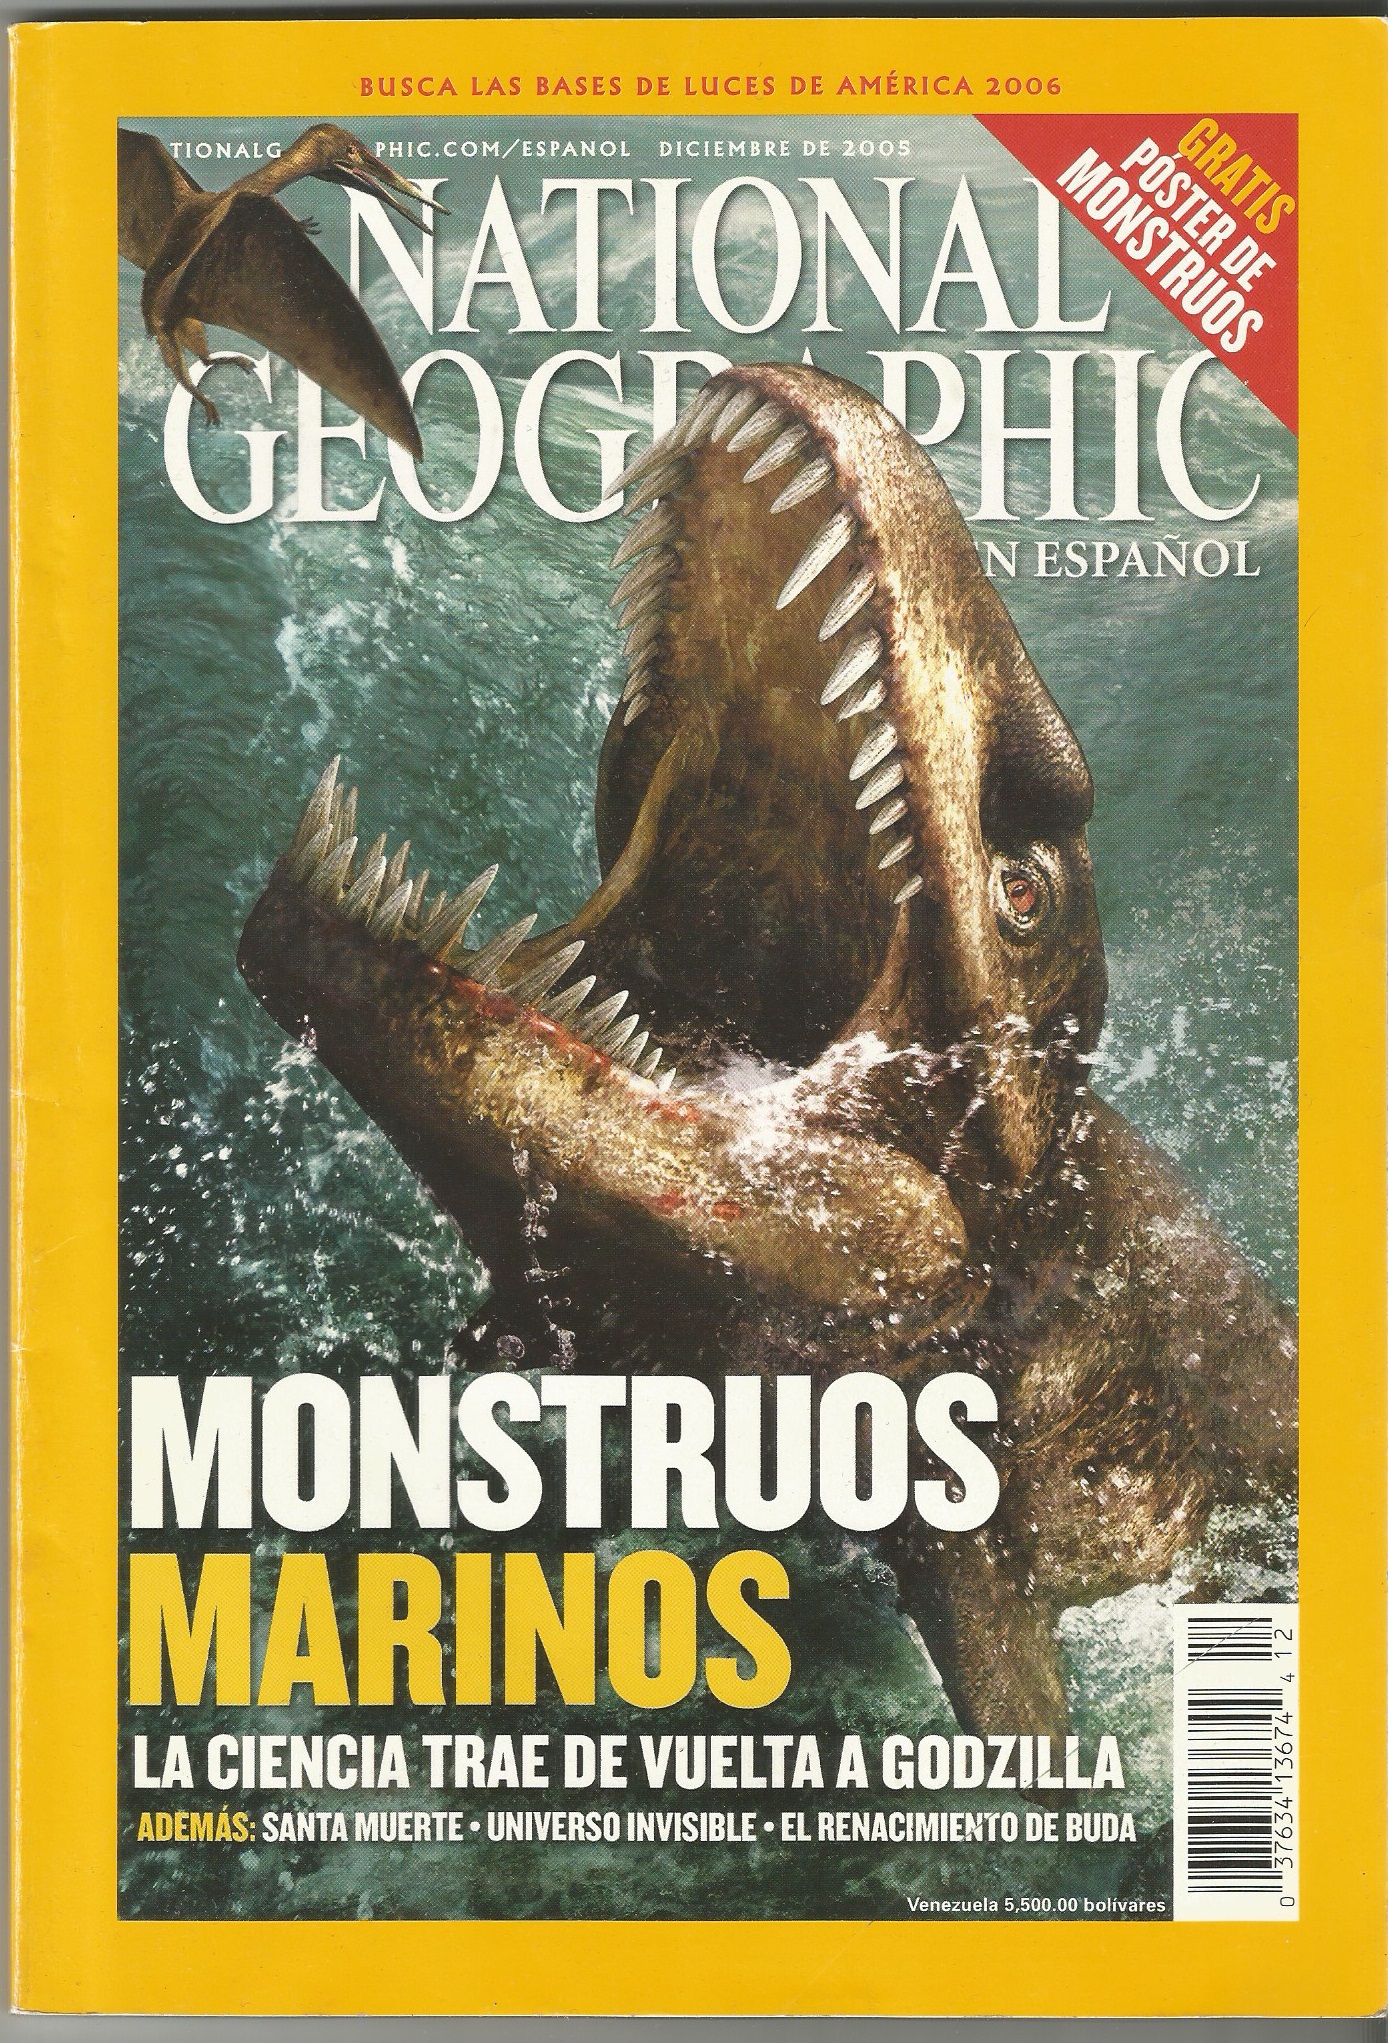 BUSCA LAS BASES DE LUCES DE AMÉRICA 2006
TIONALG PHIC.COM/ESPANOL DICIEMBRE DE 2005
GRATIS
PÓSTER DE
MONSTRUOS
NATIONAL
GEOGRAPHIC
N ESPAÑOL
MONSTRUOS
MARINOS
LA CIENCIA TRAE DE VUELTA A GODZILLA
ADEMÁS: SANTA MUERTE • UNIVERSO INVISIBLE • EL RENACIMIENTO DE BUDA
Venezuela 5,500.00 bolívares
0 37634 13674 4 12